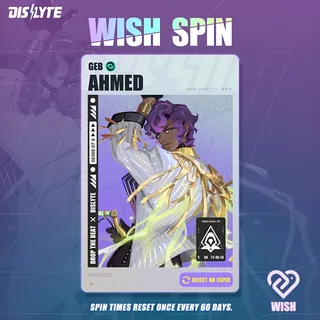 DISLYTE
WISH SPIN
GEB
AHMED
DROP THE BEAT × DISLYTE
SELECT AN ESPER
WISH
SPIN TIMES RESET ONCE EVERY 60 DAYS.